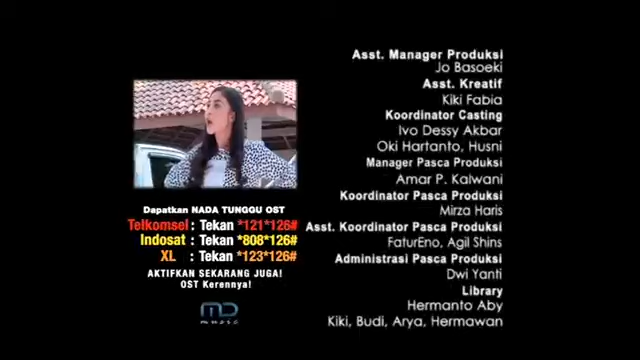 Dapatkan NADA TUNGGU OST
Telkomsel : Tekan *121*126#
Indosat : Tekan *808*126#
XL : Tekan *123*126#
AKTIFKAN SEKARANG JUGA!
OST Kerennya!
MD
music
Asst. Manager Produksi
Jo Basoeki
Asst. Kreatif
Kiki Fabia
Koordinator Casting
Ivo Dessy Akbar
Oki Hartanto, Husni
Manager Pasca Produksi
Amar P. Kalwani
Koordinator Pasca Produksi
Mirza Haris
Asst. Koordinator Pasca Produksi
FaturEno, Agil Shins
Administrasi Pasca Produksi
Dwi Yanti
Library
Hermanto Aby
Kiki, Budi, Arya, Hermawan